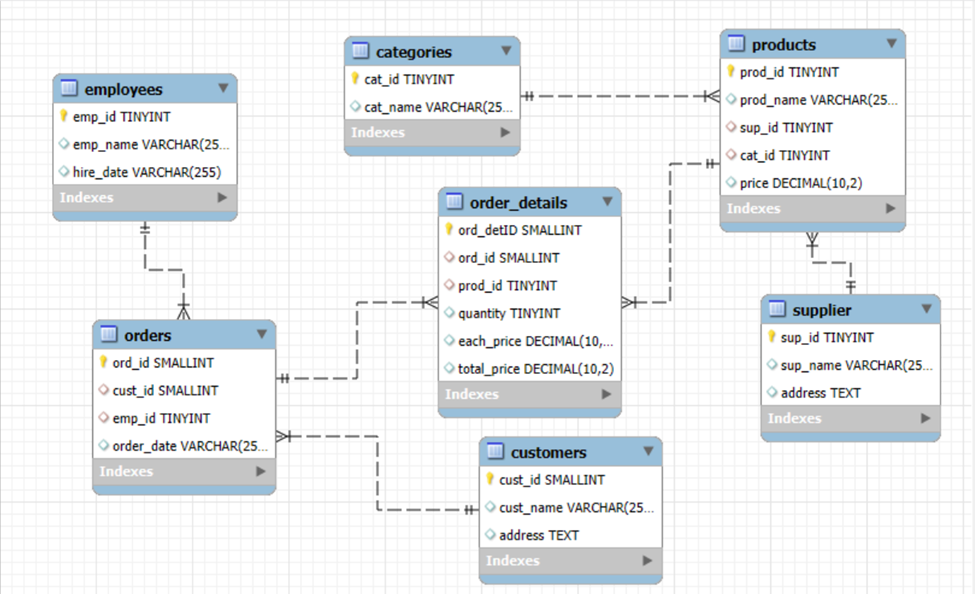 employees
emp_id TINYINT
emp_name VARCHAR(25...
hire_date VARCHAR(255)
Indexes
categories
cat_id TINYINT
cat_name VARCHAR(25...
Indexes
products
prod_id TINYINT
prod_name VARCHAR(25...
sup_id TINYINT
cat_id TINYINT
price DECIMAL(10,2)
Indexes
order_details
ord_detID SMALLINT
ord_id SMALLINT
prod_id TINYINT
quantity TINYINT
each_price DECIMAL(10,...
total_price DECIMAL(10,2)
Indexes
supplier
sup_id TINYINT
sup_name VARCHAR(25...
address TEXT
Indexes
orders
ord_id SMALLINT
cust_id SMALLINT
emp_id TINYINT
order_date VARCHAR(25...
Indexes
customers
cust_id SMALLINT
cust_name VARCHAR(25...
address TEXT
Indexes